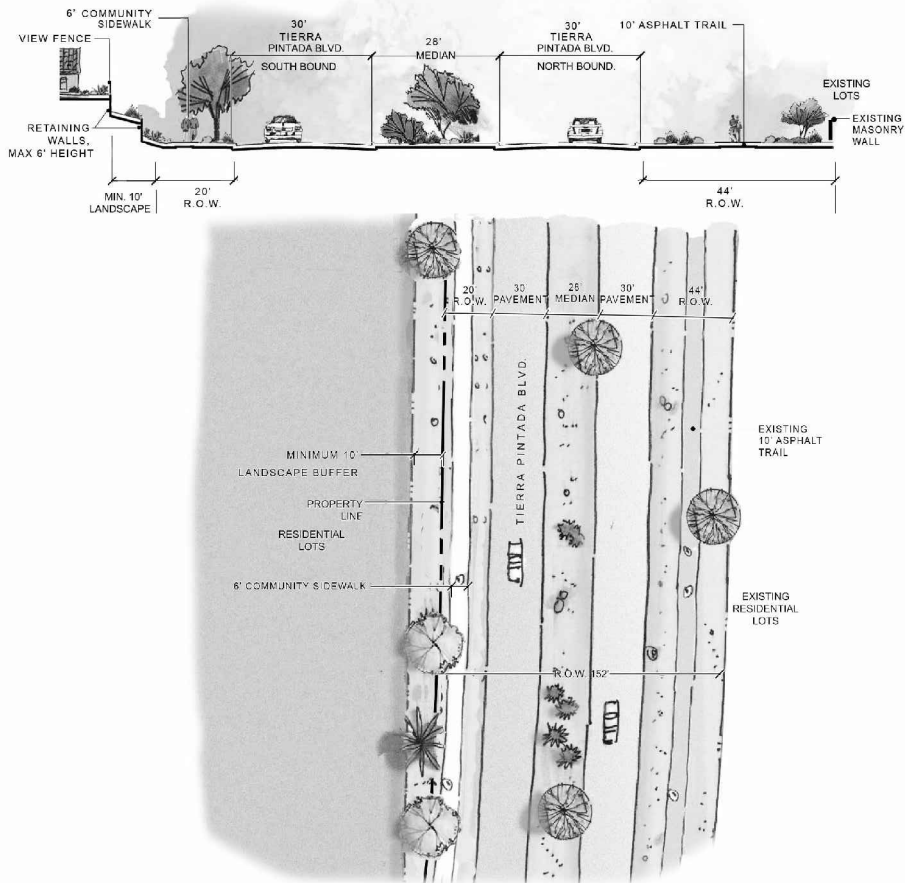 6' COMMUNITY
SIDEWALK
VIEW FENCE
30'
TIERRA
PINTADA BLVD.
SOUTH BOUND
28'
MEDIAN
30'
TIERRA
PINTADA BLVD.
NORTH BOUND.
10' ASPHALT TRAIL
EXISTING
LOTS
EXISTING
MASONRY
WALL
RETAINING
WALLS,
MAX 6' HEIGHT
MIN. 10'
LANDSCAPE
20'
R.O.W.
44'
R.O.W.
20'
R.O.W.
30
PAVEMENT
28'
MEDIAN
30'
PAVEMENT
44'
R.O.W.
TIERRA PINTADA BLVD.
EXISTING
10' ASPHALT
TRAIL
MINIMUM 10'
LANDSCAPE BUFFER
PROPERTY
LINE
RESIDENTIAL
LOTS
6' COMMUNITY SIDEWALK
EXISTING
RESIDENTIAL
LOTS
R.O.W. 152'